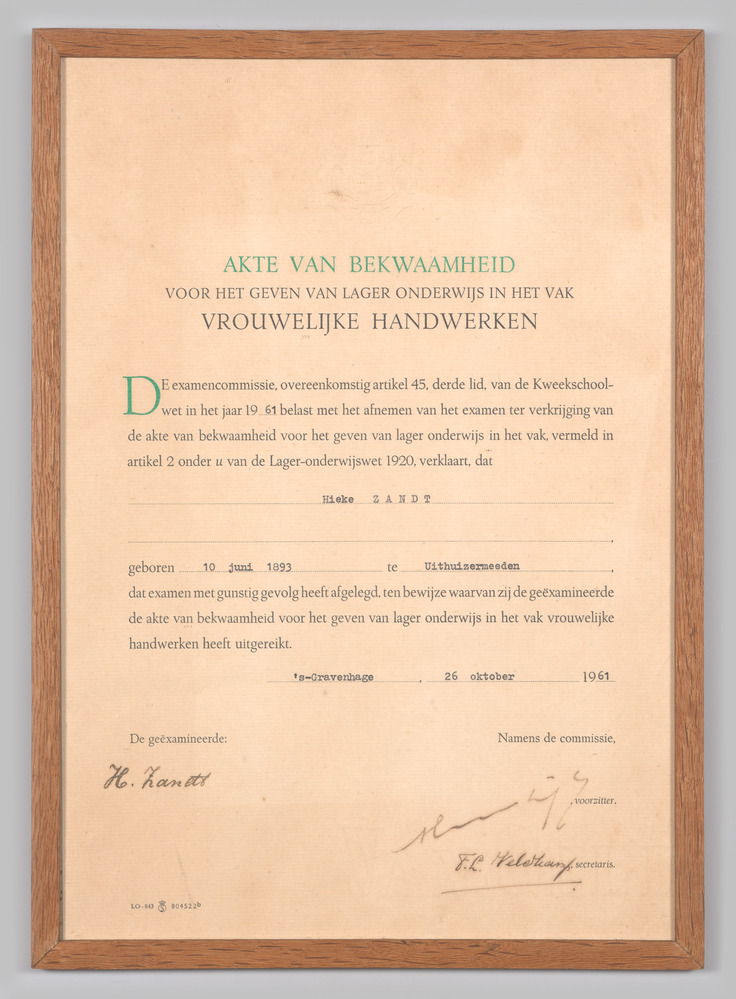 AKTE VAN BEKWAAMHEID
VOOR HET GEVEN VAN LAGER ONDERWIJS IN HET VAK
VROUWELIJKE HANDWERKEN
DE examencommissie, overeenkomstig artikel 45, derde lid, van de Kweekschool-
wet in het jaar 1961 belast met het afnemen van het examen ter verkrijging van
de akte van bekwaamheid voor het geven van lager onderwijs in het vak, vermeld in
artikel 2 onder u van de Lager-onderwijswet 1920, verklaart, dat
Hieke ZANDT
geboren 10 juni 1893 te Uithuizermeeden,
dat examen met gunstig gevolg heeft afgelegd, ten bewijze waarvan zij de geëxamineerde
de akte van bekwaamheid voor het geven van lager onderwijs in het vak vrouwelijke
handwerken heeft uitgereikt.
's-Gravenhage, 26 oktober 1961
De geëxamineerde: Namens de commissie,
H. Zandt
, voorzitter.
F.L. Veldkamp, secretaris.
LO-843 804522b